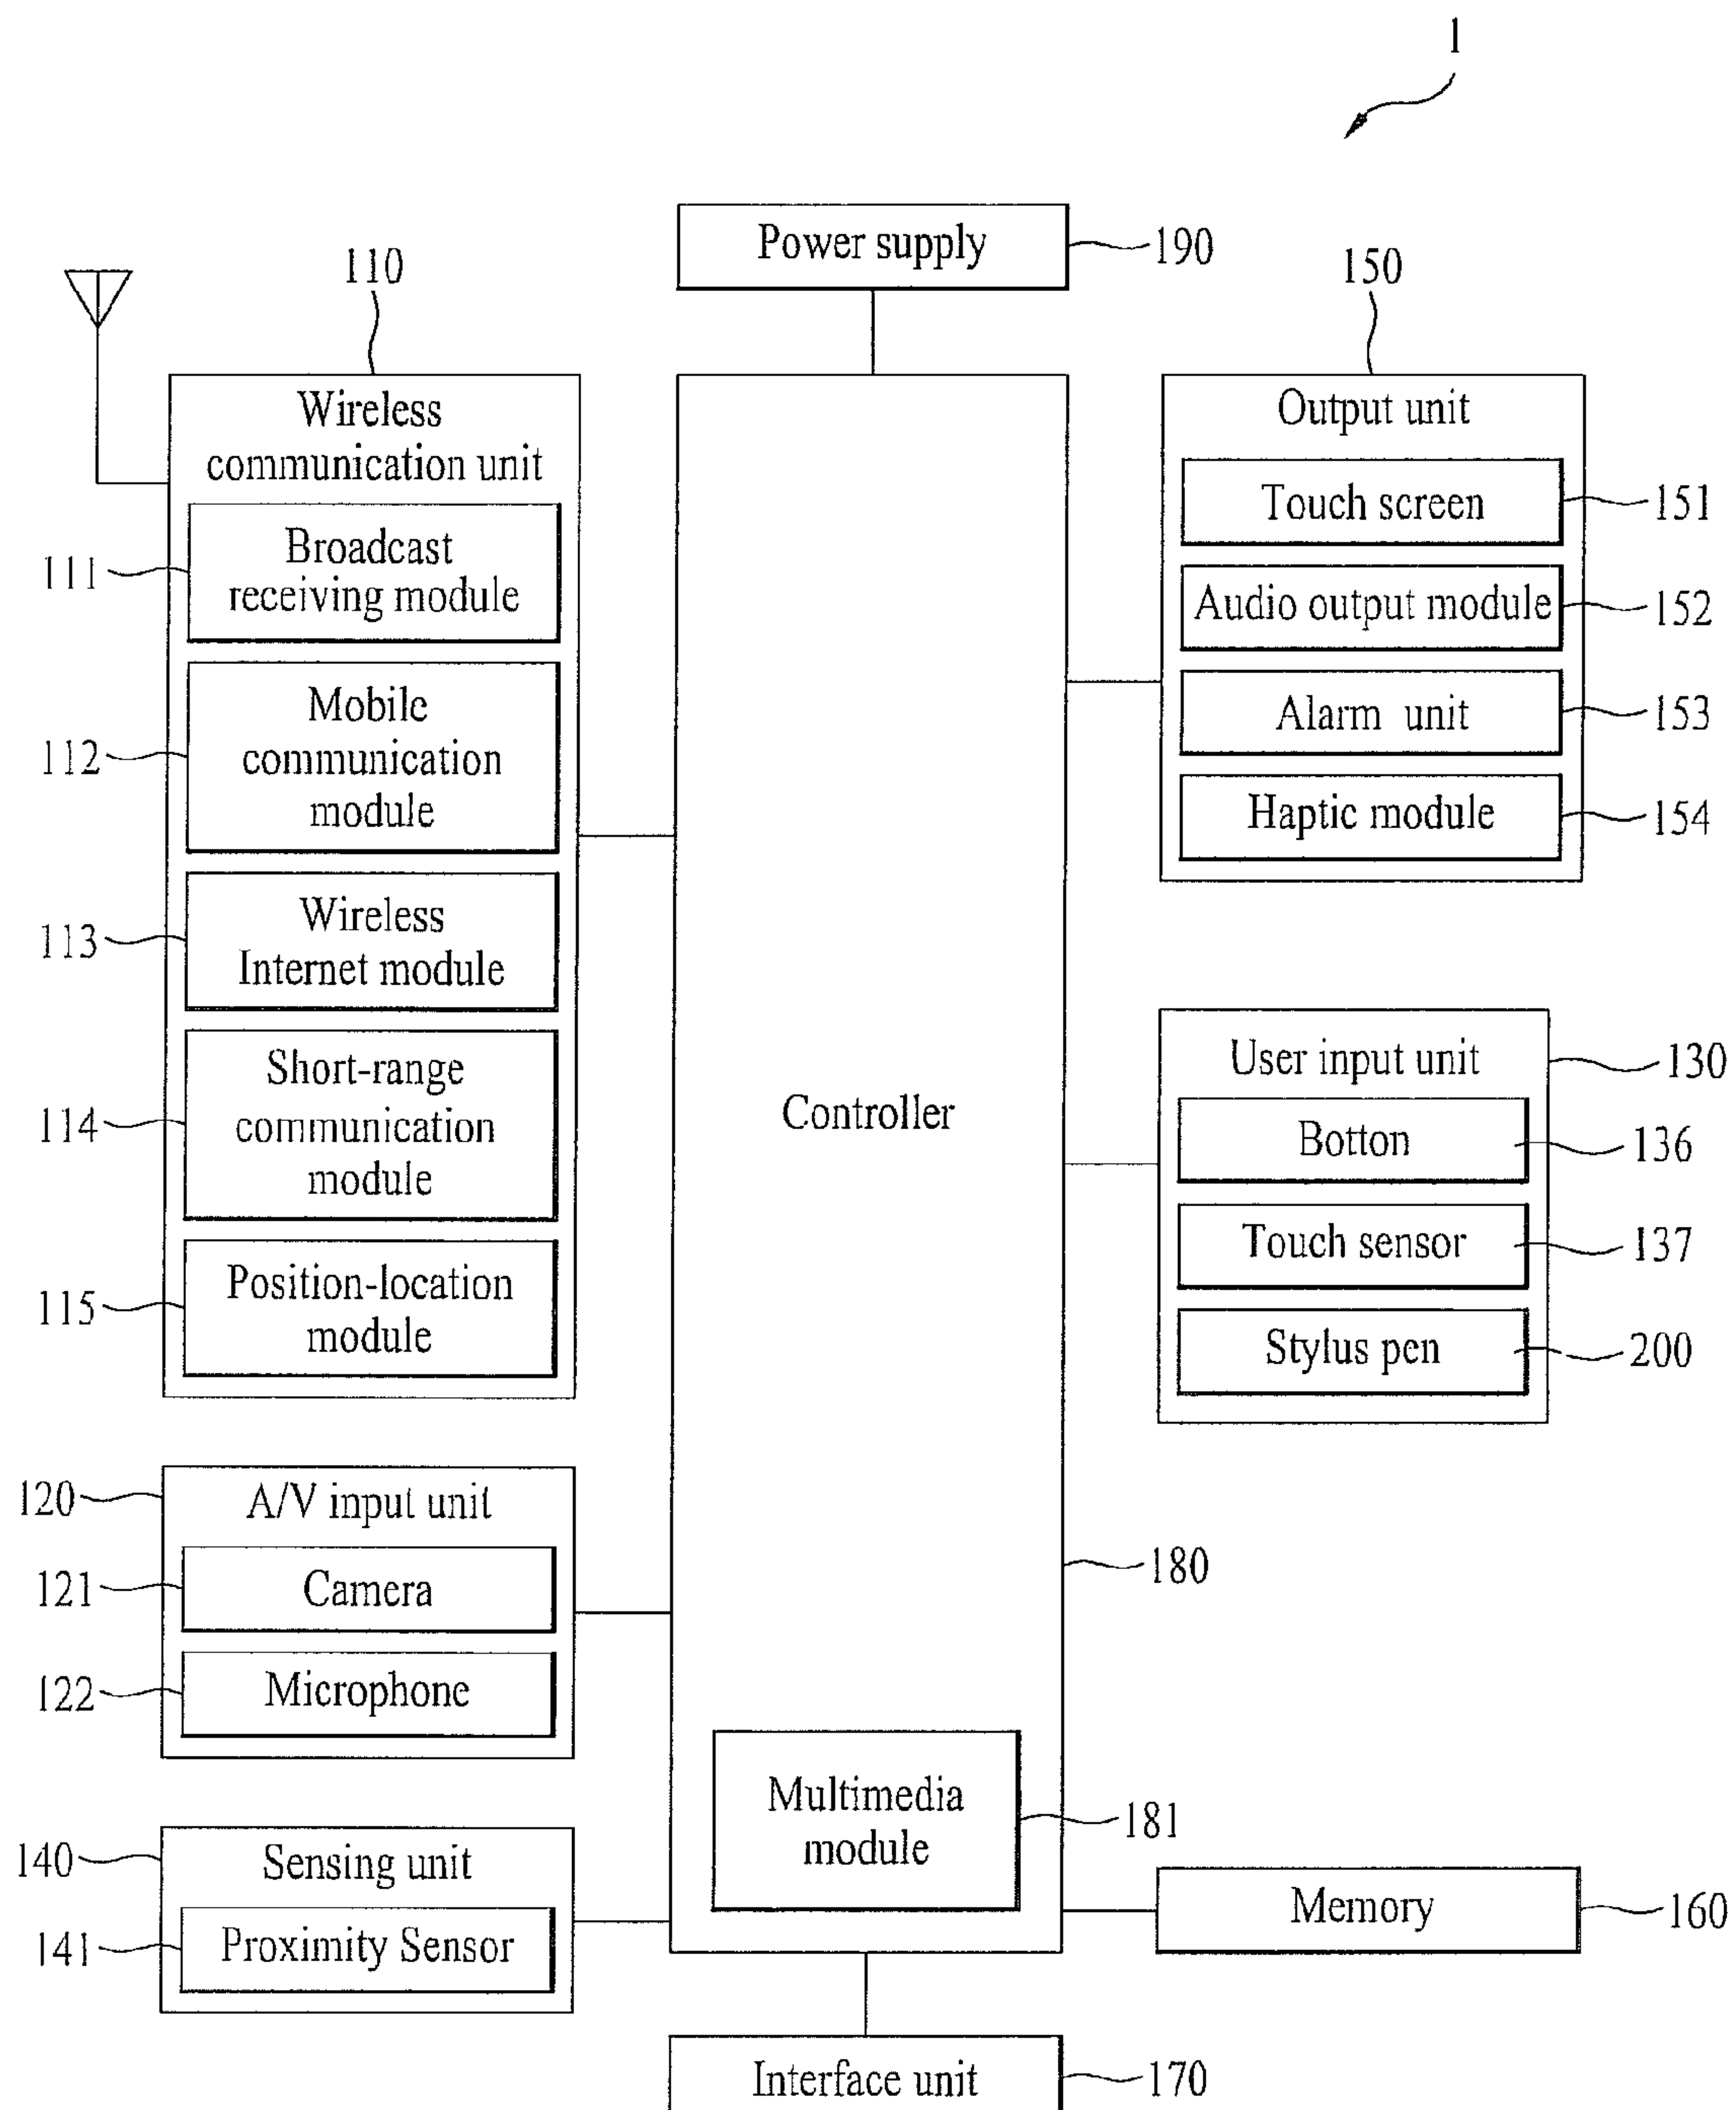 1
Power supply
190
110
150
Wireless
communication unit
Broadcast
receiving module
111
Mobile
communication
module
112
Wireless
Internet module
113
Short-range
communication
module
114
Position-location
module
115
Output unit
Touch screen
151
Audio output module
152
Alarm unit
153
Haptic module
154
Controller
180
User input unit
130
Botton
136
Touch sensor
137
Stylus pen
200
120
A/V input unit
121
Camera
122
Microphone
Multimedia
module
181
140
Sensing unit
141
Proximity Sensor
Memory
160
Interface unit
170